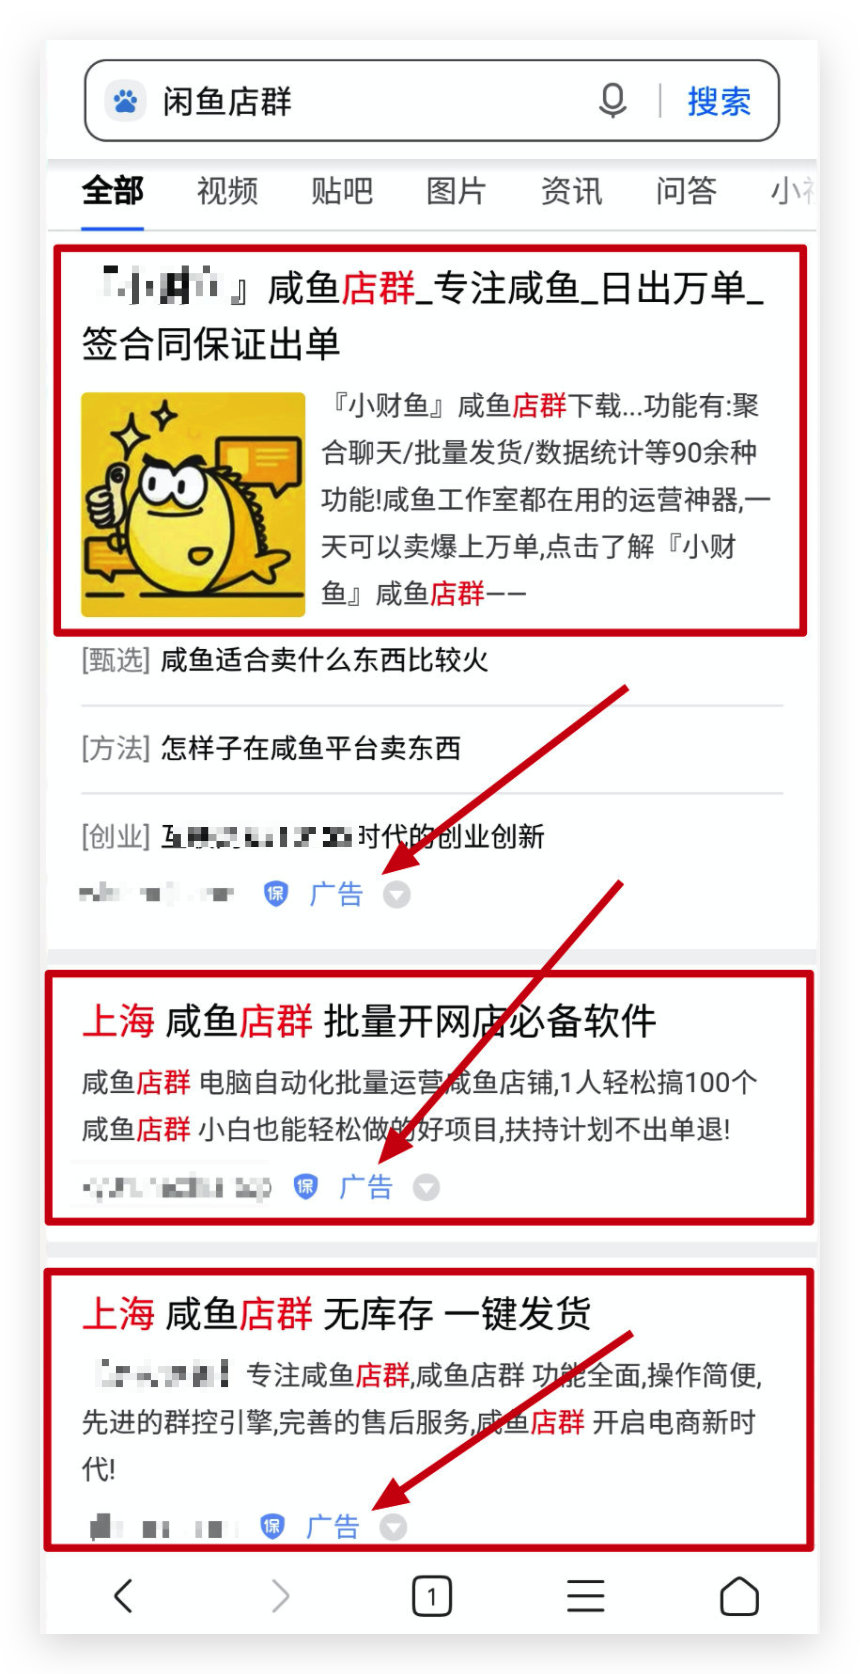 闲鱼店群
搜索
全部 视频 贴吧 图片 资讯 问答 小
』咸鱼店群_专注咸鱼_日出万单_
签合同保证出单
『小财鱼』咸鱼店群下载...功能有:聚
合聊天/批量发货/数据统计等90余种
功能!咸鱼工作室都在用的运营神器,一
天可以卖爆上万单,点击了解『小财
鱼』咸鱼店群——
[甄选] 咸鱼适合卖什么东西比较火
[方法] 怎样子在咸鱼平台卖东西
[创业] 时代的创业创新
保 广告
上海 咸鱼店群 批量开网店必备软件
咸鱼店群 电脑自动化批量运营咸鱼店铺,1人轻松搞100个
咸鱼店群 小白也能轻松做的好项目,扶持计划不出单退!
保 广告
上海 咸鱼店群 无库存 一键发货
专注咸鱼店群,咸鱼店群 功能全面,操作简便,
先进的群控引擎,完善的售后服务,咸鱼店群 开启电商新时
代!
保 广告
1